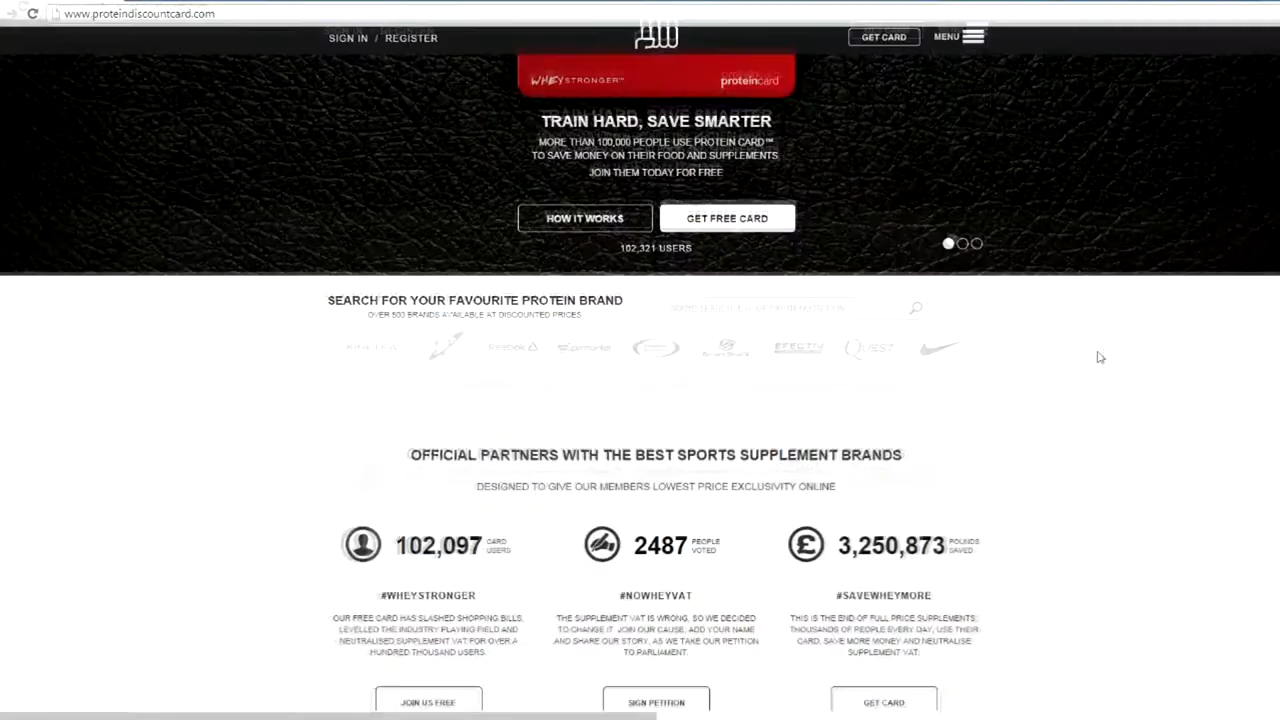 www.proteindiscountcard.com
SIGN IN / REGISTER
GET CARD
MENU
WHEYSTRONGER™
proteincard
TRAIN HARD, SAVE SMARTER
MORE THAN 100,000 PEOPLE USE PROTEIN CARD™
TO SAVE MONEY ON THEIR FOOD AND SUPPLEMENTS
JOIN THEM TODAY FOR FREE
HOW IT WORKS
GET FREE CARD
102,321 USERS
SEARCH FOR YOUR FAVOURITE PROTEIN BRAND
OVER 500 BRANDS AVAILABLE AT DISCOUNTED PRICES
Reebok
EFECTIV
QUEST
OFFICIAL PARTNERS WITH THE BEST SPORTS SUPPLEMENT BRANDS
DESIGNED TO GIVE OUR MEMBERS LOWEST PRICE EXCLUSIVITY ONLINE
102,097 CARD USERS
2487 PEOPLE VOTED
3,250,873 POUNDS SAVED
#WHEYSTRONGER
OUR FREE CARD HAS SLASHED SHOPPING BILLS,
LEVELLED THE INDUSTRY PLAYING FIELD AND
NEUTRALISED SUPPLEMENT VAT FOR OVER A
HUNDRED THOUSAND USERS.
JOIN US FREE
#NOWHEYVAT
THE SUPPLEMENT VAT IS WRONG, SO WE DECIDED
TO CHANGE IT. JOIN OUR CAUSE, ADD YOUR NAME
AND SHARE OUR STORY, AS WE TAKE OUR PETITION
TO PARLIAMENT.
SIGN PETITION
#SAVEWHEYMORE
THIS IS THE END OF FULL PRICE SUPPLEMENTS;
THOUSANDS OF PEOPLE EVERY DAY, USE THEIR
CARD, SAVE MORE MONEY AND NEUTRALISE
SUPPLEMENT VAT.
GET CARD